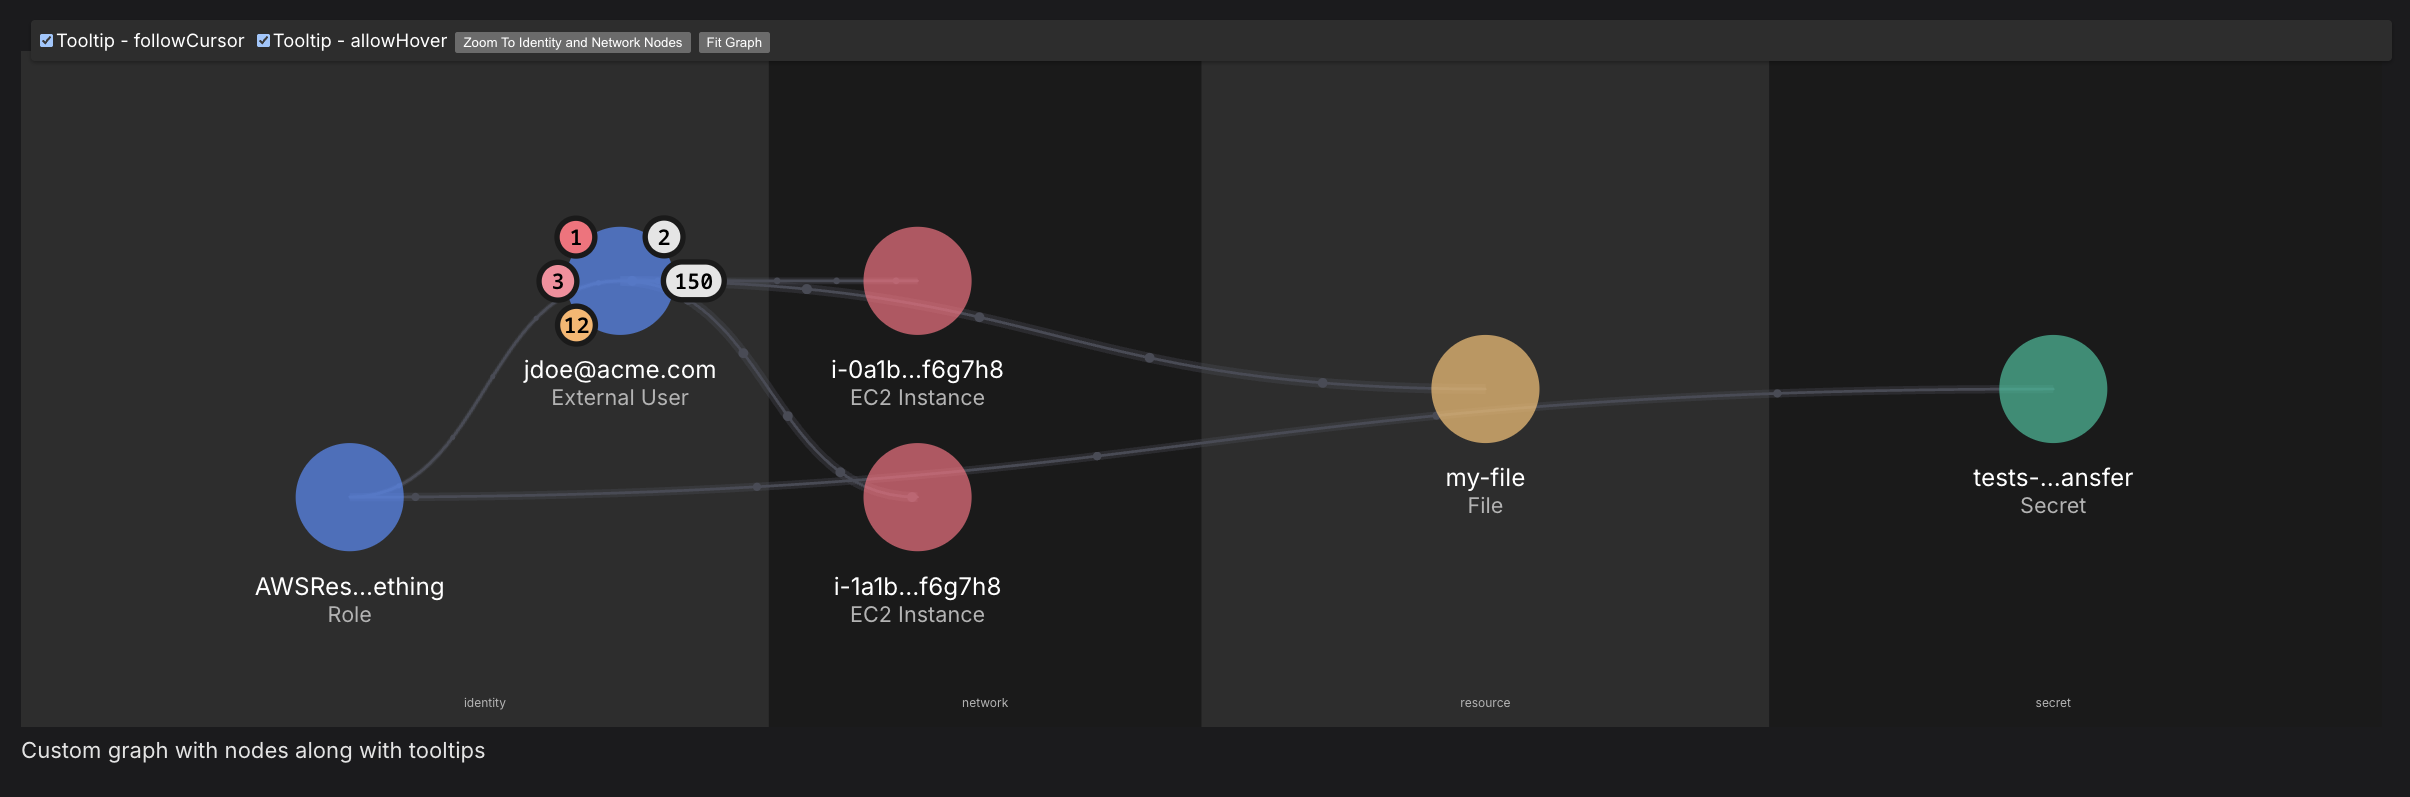 Tooltip - followCursor Tooltip - allowHover Zoom To Identity and Network Nodes Fit Graph
1 2
3 150
12
jdoe@acme.com
External User
i-0a1b...f6g7h8
EC2 Instance
AWSRes...ething
Role
i-1a1b...f6g7h8
EC2 Instance
my-file
File
tests-...ansfer
Secret
identity network resource secret
Custom graph with nodes along with tooltips